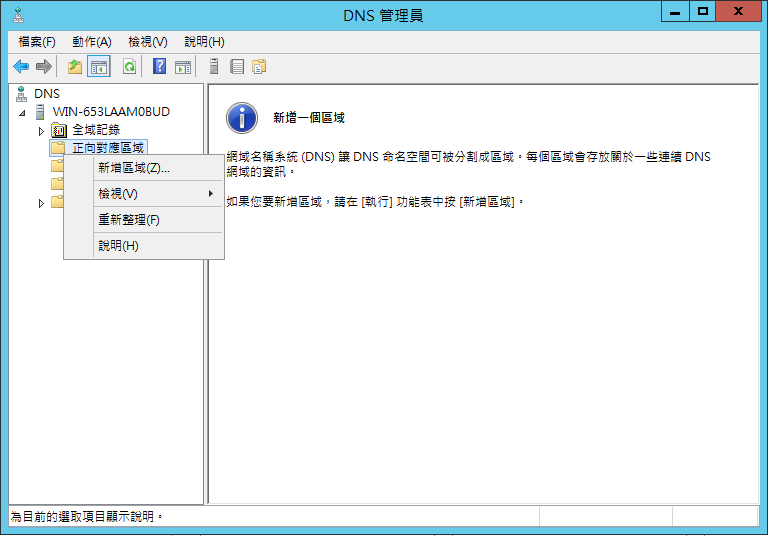 DNS 管理員
檔案(F) 動作(A) 檢視(V) 說明(H)
DNS
WIN-653LAAM0BUD
全域記錄
正向對應區域
新增區域(Z)...
檢視(V)
重新整理(F)
說明(H)
新增一個區域
網域名稱系統 (DNS) 讓 DNS 命名空間可被分割成區域。每個區域會存放關於一些連續 DNS
網域的資訊。
如果您要新增區域，請在 [執行] 功能表中按 [新增區域]。
為目前的選取項目顯示說明。